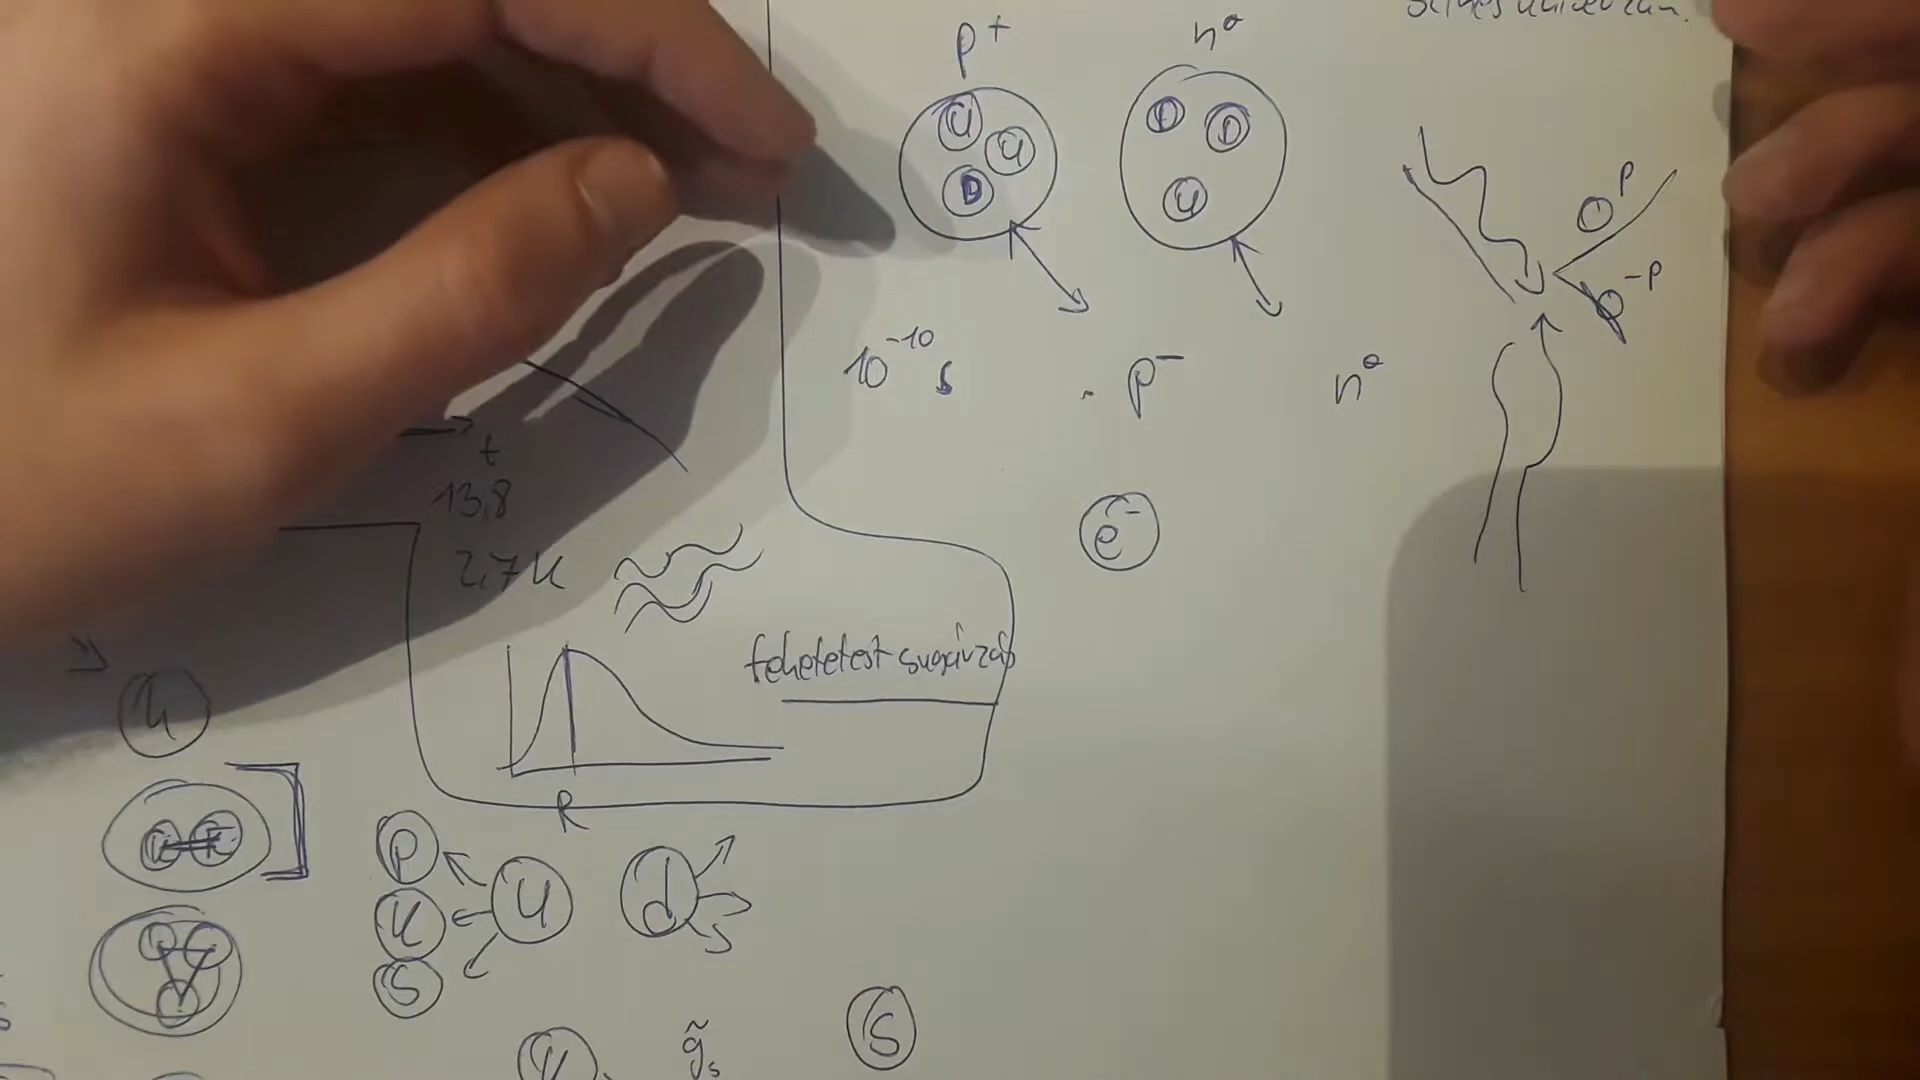 p+
n°
U
U
D
D
D
U
p
-p
10^-10 s
p^-
n°
t
13,8
2,7K
e^-
feketetest sugárzás
R
p
K
S
U
d
g̃s
S